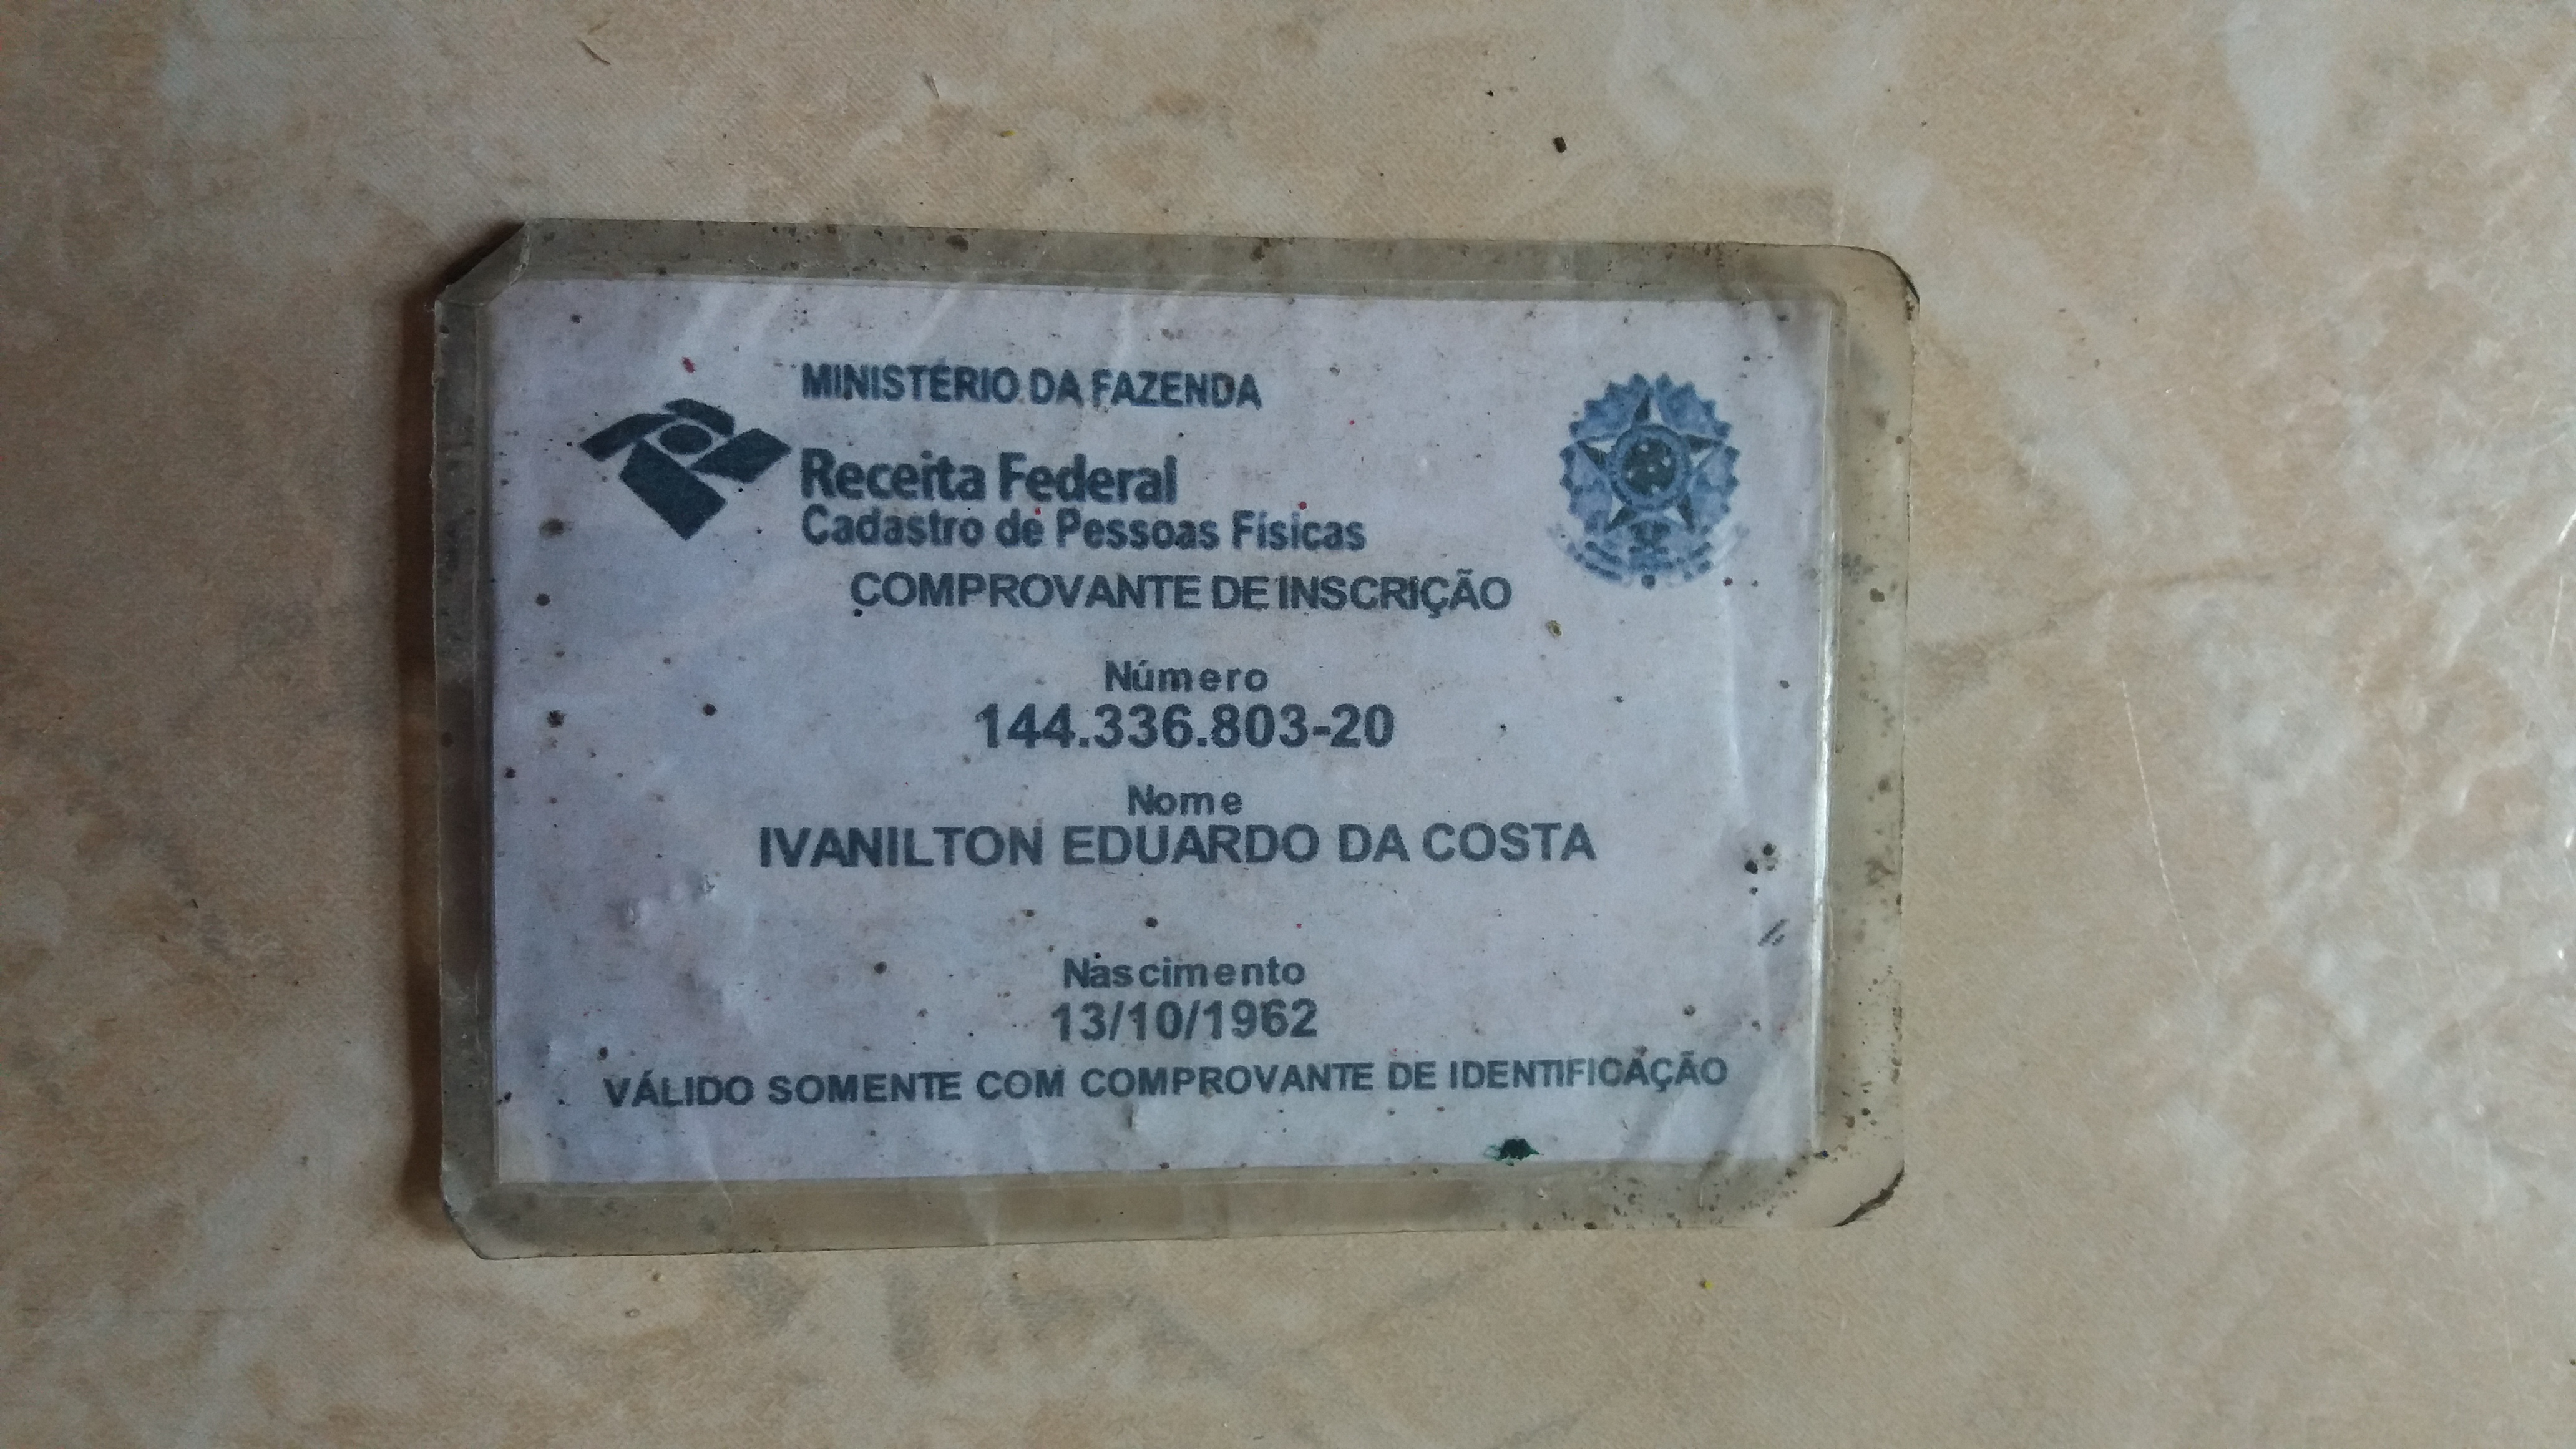 MINISTÉRIO DA FAZENDA
Receita Federal
Cadastro de Pessoas Físicas
COMPROVANTE DE INSCRIÇÃO
Número
144.336.803-20
Nome
IVANILTON EDUARDO DA COSTA
Nascimento
13/10/1962
VÁLIDO SOMENTE COM COMPROVANTE DE IDENTIFICAÇÃO